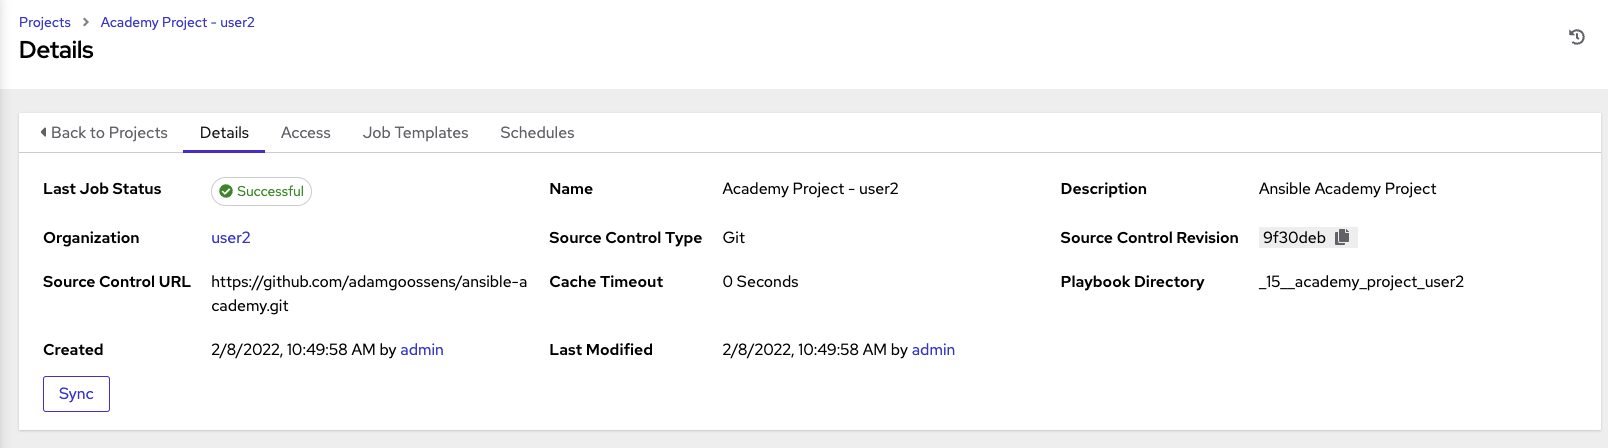 Projects > Academy Project - user2
Details
Back to Projects Details Access Job Templates Schedules
Last Job Status Successful Name Academy Project - user2 Description Ansible Academy Project
Organization user2 Source Control Type Git Source Control Revision 9f30deb
Source Control URL https://github.com/adamgoossens/ansible-a Cache Timeout 0 Seconds Playbook Directory _15__academy_project_user2
cademy.git
Created 2/8/2022, 10:49:58 AM by admin Last Modified 2/8/2022, 10:49:58 AM by admin
Sync